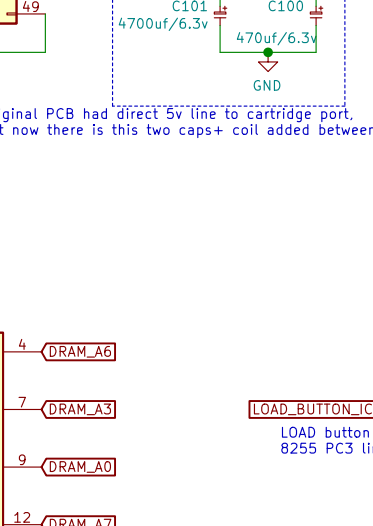 49
C101
C100
4700uf/6.3v
470uf/6.3v
GND
ginal PCB had direct 5v line to cartridge port,
t now there is this two caps+ coil added between
4
DRAM_A6
7
DRAM_A3
LOAD_BUTTON_IC
LOAD button
8255 PC3 li
9
DRAM_A0
12
DRAM_A7